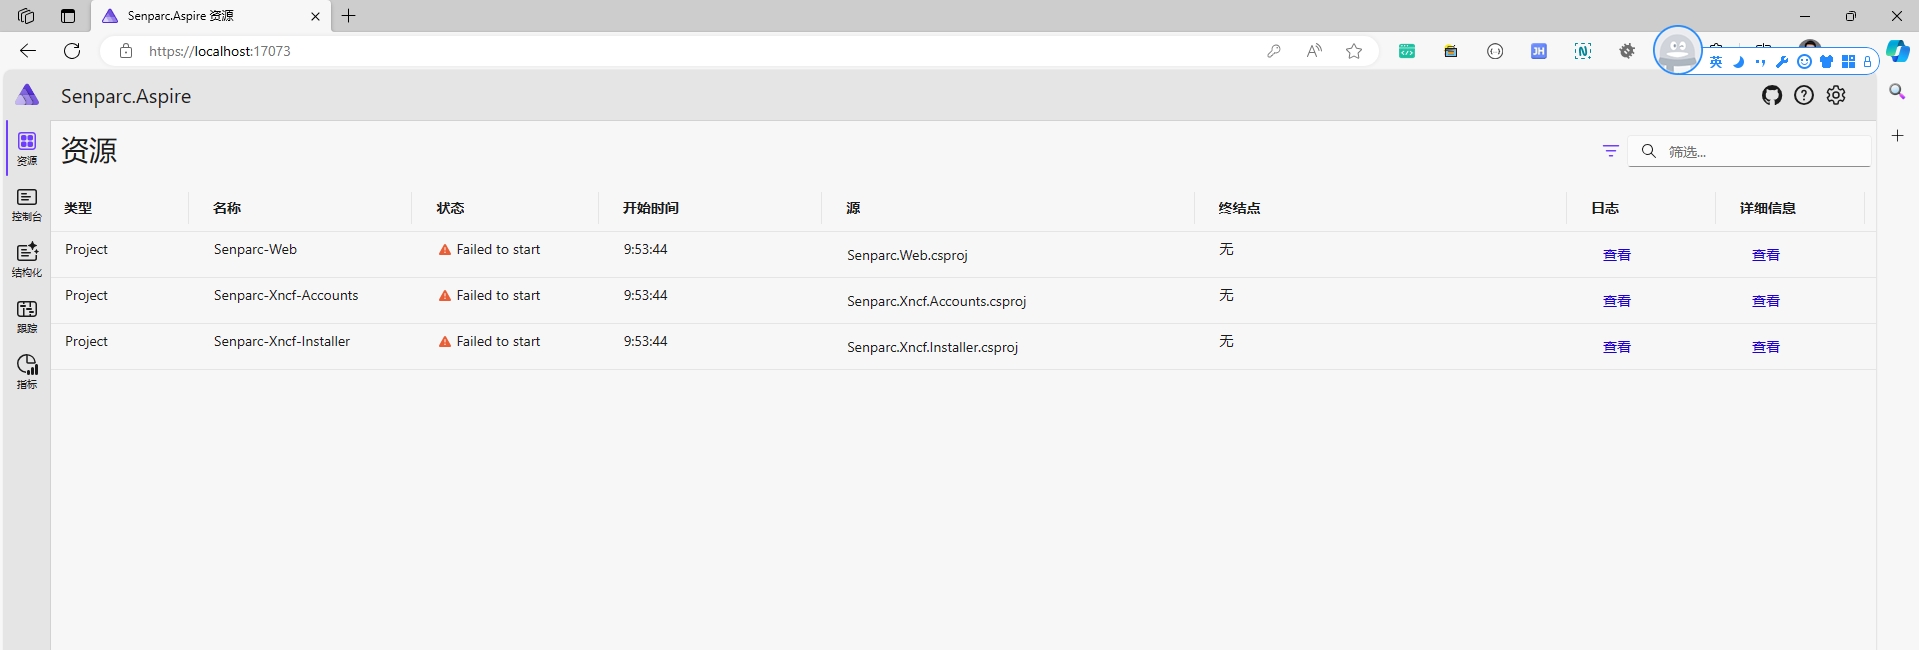 Senparc.Aspire 资源
https://localhost:17073
JH
N
英
Senparc.Aspire
资源
控制台
结构化
跟踪
指标
资源
筛选...
类型 名称 状态 开始时间 源 终结点 日志 详细信息
Project Senparc-Web Failed to start 9:53:44 Senparc.Web.csproj 无 查看 查看
Project Senparc-Xncf-Accounts Failed to start 9:53:44 Senparc.Xncf.Accounts.csproj 无 查看 查看
Project Senparc-Xncf-Installer Failed to start 9:53:44 Senparc.Xncf.Installer.csproj 无 查看 查看